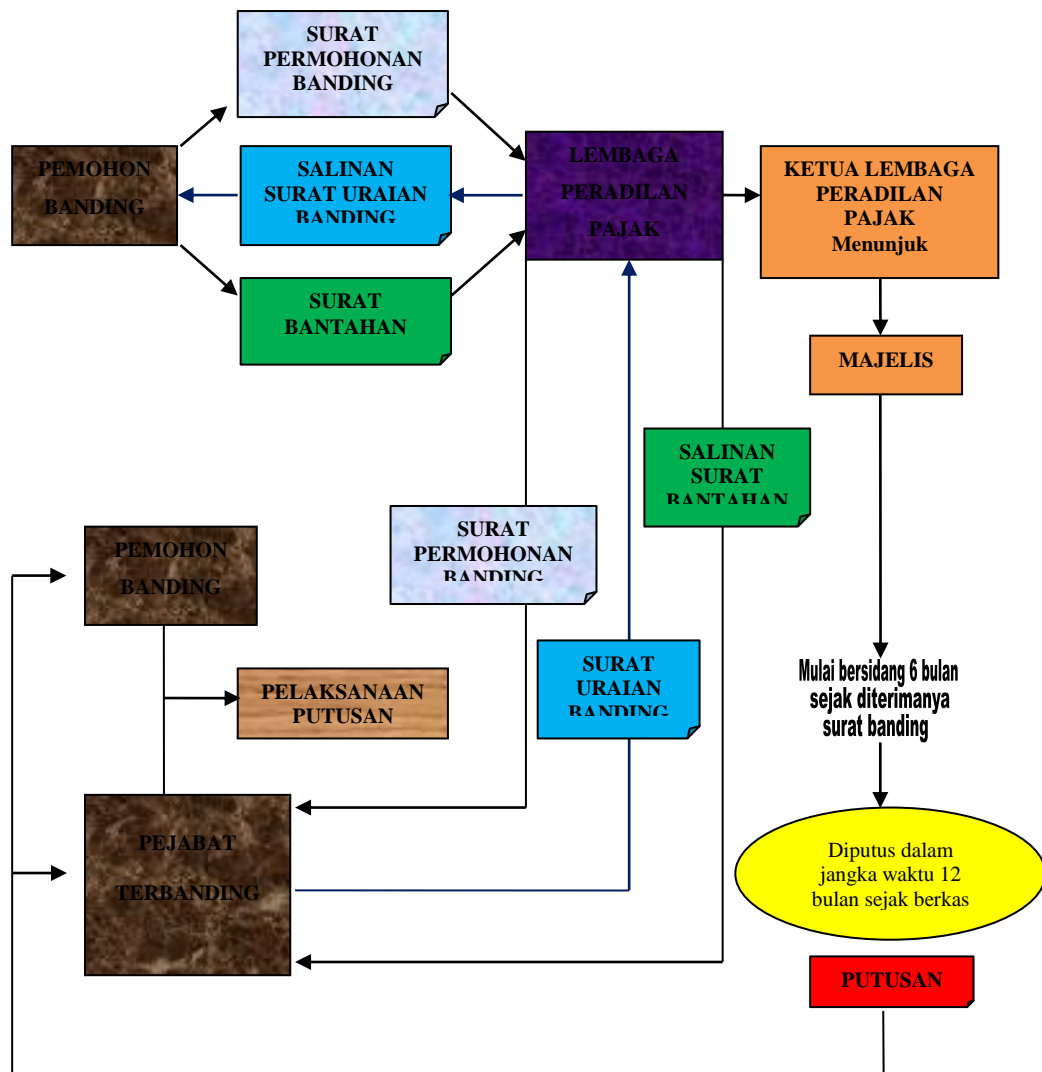 SURAT
PERMOHONAN
BANDING
PEMOHON
BANDING
SALINAN
SURAT URAIAN
BANDING
LEMBAGA
PERADILAN
PAJAK
KETUA LEMBAGA
PERADILAN
PAJAK
Menunjuk
SURAT
BANTAHAN
MAJELIS
SALINAN
SURAT
BANTAHAN
SURAT
PERMOHONAN
BANDING
PEMOHON
BANDING
SURAT
URAIAN
BANDING
PELAKSANAAN
PUTUSAN
Mulai bersidang 6 bulan
sejak diterimanya
surat banding
PEJABAT
TERBANDING
Diputus dalam
jangka waktu 12
bulan sejak berkas
PUTUSAN